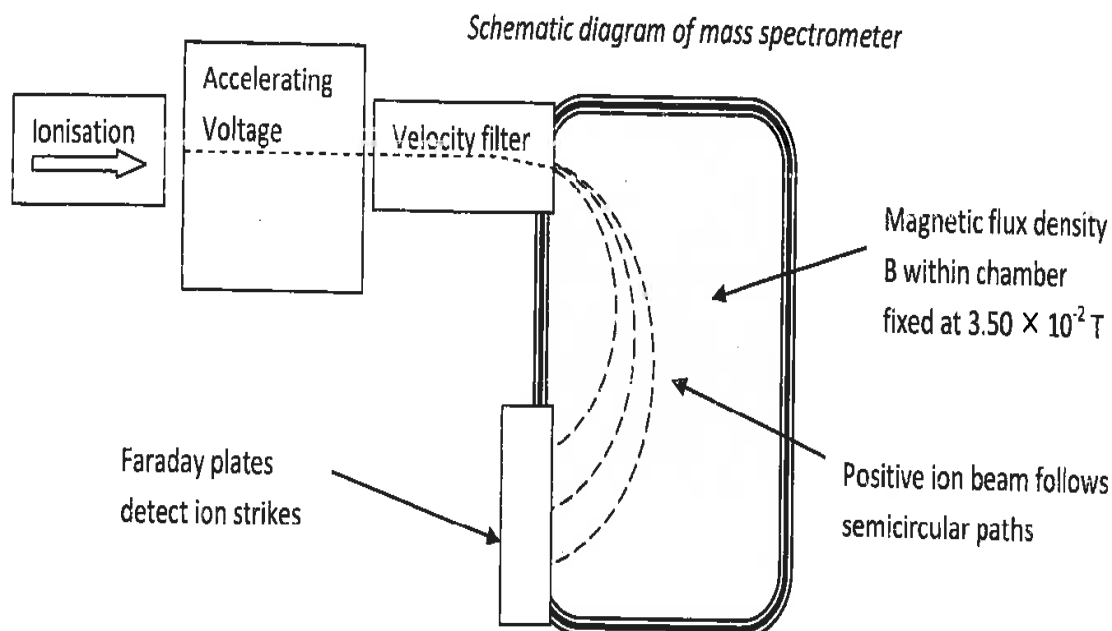 Schematic diagram of mass spectrometer
Ionisation
Accelerating
Voltage
Velocity filter
Magnetic flux density
B within chamber
fixed at 3.50 × 10⁻² T
Faraday plates
detect ion strikes
Positive ion beam follows
semicircular paths